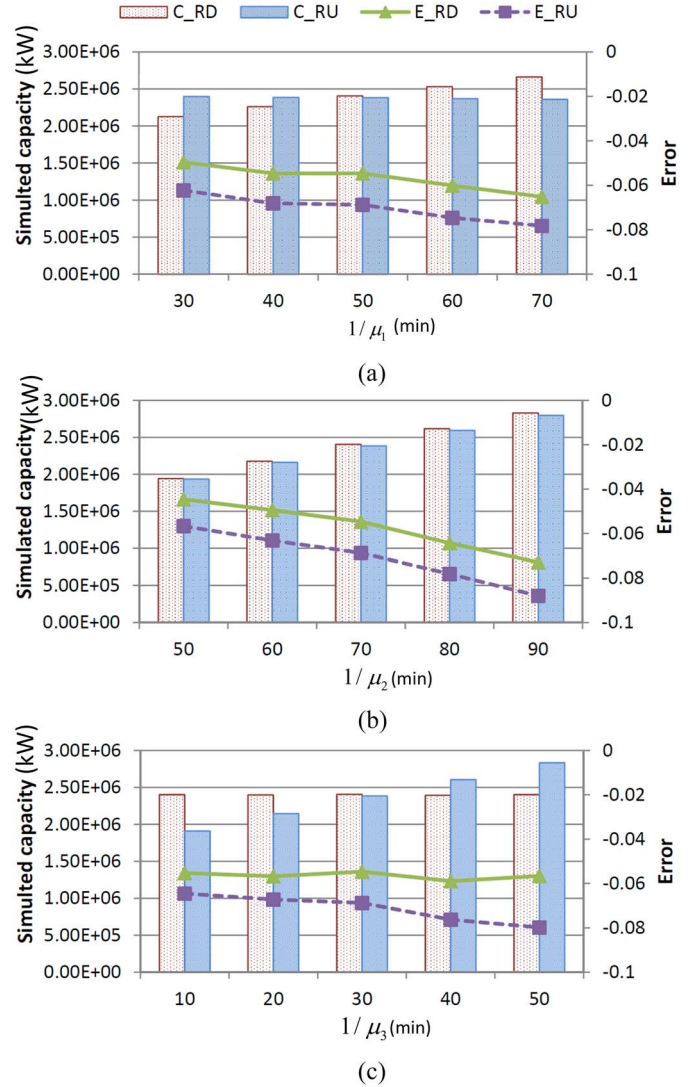 C_RD C_RU E_RD E_RU
Simulted capacity (kW)
3.00E+06
2.50E+06
2.00E+06
1.50E+06
1.00E+06
5.00E+05
0.00E+00
0
-0.02
-0.04
-0.06
-0.08
-0.1
Error
30 40 50 60 70
1/μ₁ (min)
(a)
Simulated capacity(kW)
3.00E+06
2.50E+06
2.00E+06
1.50E+06
1.00E+06
5.00E+05
0.00E+00
0
-0.02
-0.04
-0.06
-0.08
-0.1
Error
50 60 70 80 90
1/μ₂ (min)
(b)
Simulted capacity (kW)
3.00E+06
2.50E+06
2.00E+06
1.50E+06
1.00E+06
5.00E+05
0.00E+00
0
-0.02
-0.04
-0.06
-0.08
-0.1
Error
10 20 30 40 50
1/μ₃ (min)
(c)